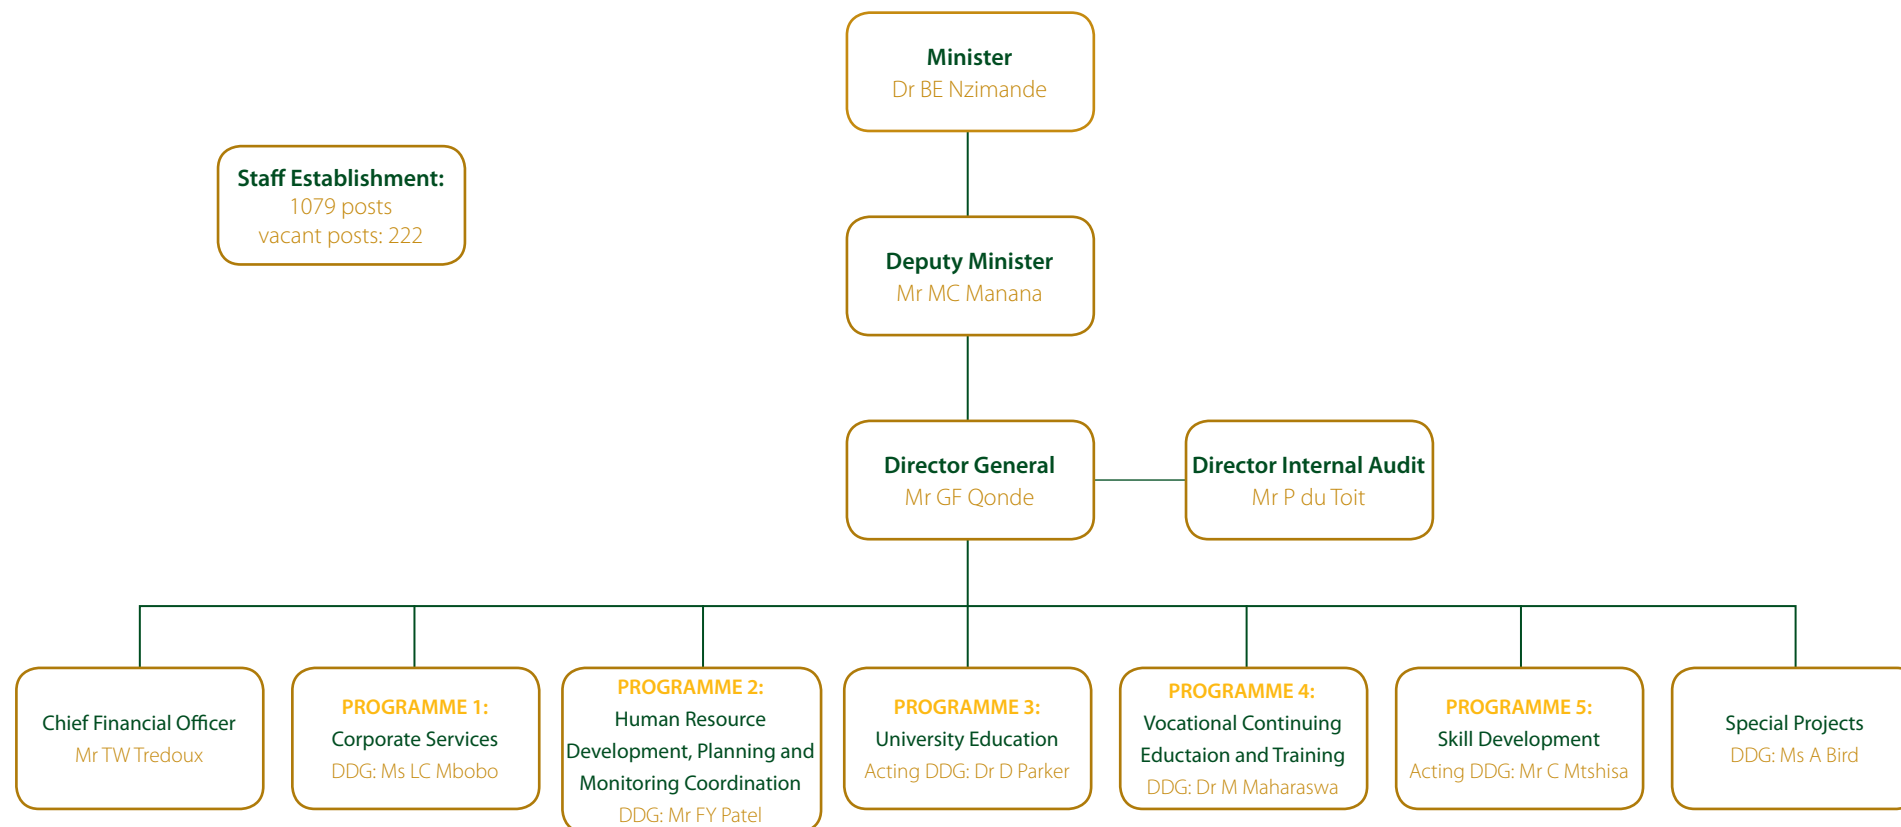 Minister
Dr BE Nzimande
Staff Establishment:
1079 posts
vacant posts: 222
Deputy Minister
Mr MC Manana
Director General
Mr GF Qonde
Director Internal Audit
Mr P du Toit
Chief Financial Officer
Mr TW Tredoux
PROGRAMME 1:
Corporate Services
DDG: Ms LC Mbobo
PROGRAMME 2:
Human Resource
Development, Planning and
Monitoring Coordination
DDG: Mr FY Patel
PROGRAMME 3:
University Education
Acting DDG: Dr D Parker
PROGRAMME 4:
Vocational Continuing
Eductaion and Training
DDG: Dr M Maharaswa
PROGRAMME 5:
Skill Development
Acting DDG: Mr C Mtshisa
Special Projects
DDG: Ms A Bird